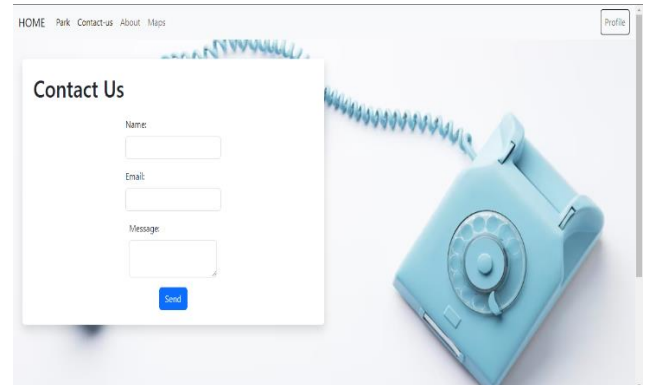 HOME Park Contact-us About Maps Profile
Contact Us
Name:
Email:
Message:
Send